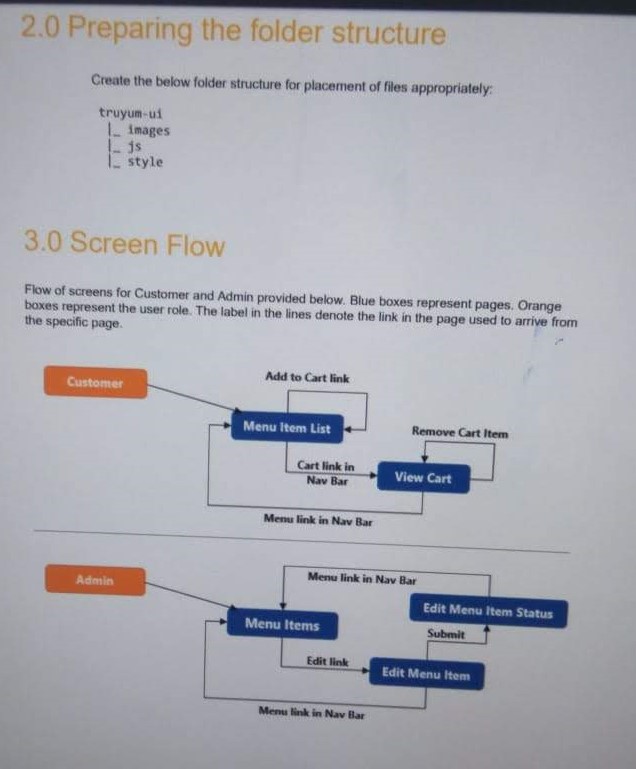 2.0 Preparing the folder structure
Create the below folder structure for placement of files appropriately:
truyum-ui
|_ images
|_ js
|_ style
3.0 Screen Flow
Flow of screens for Customer and Admin provided below. Blue boxes represent pages. Orange
boxes represent the user role. The label in the lines denote the link in the page used to arrive from
the specific page.
Customer
Add to Cart link
Menu Item List
Remove Cart Item
Cart link in
Nav Bar
View Cart
Menu link in Nav Bar
Admin
Menu link in Nav Bar
Edit Menu Item Status
Menu Items
Submit
Edit link
Edit Menu Item
Menu link in Nav Bar